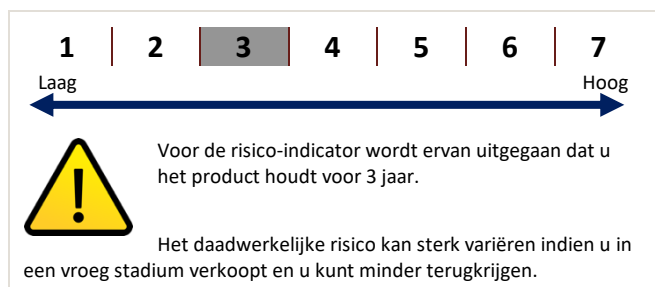 1 2 3 4 5 6 7
Laag Hoog
Voor de risico-indicator wordt ervan uitgegaan dat u
het product houdt voor 3 jaar.
Het daadwerkelijke risico kan sterk variëren indien u in
een vroeg stadium verkoopt en u kunt minder terugkrijgen.